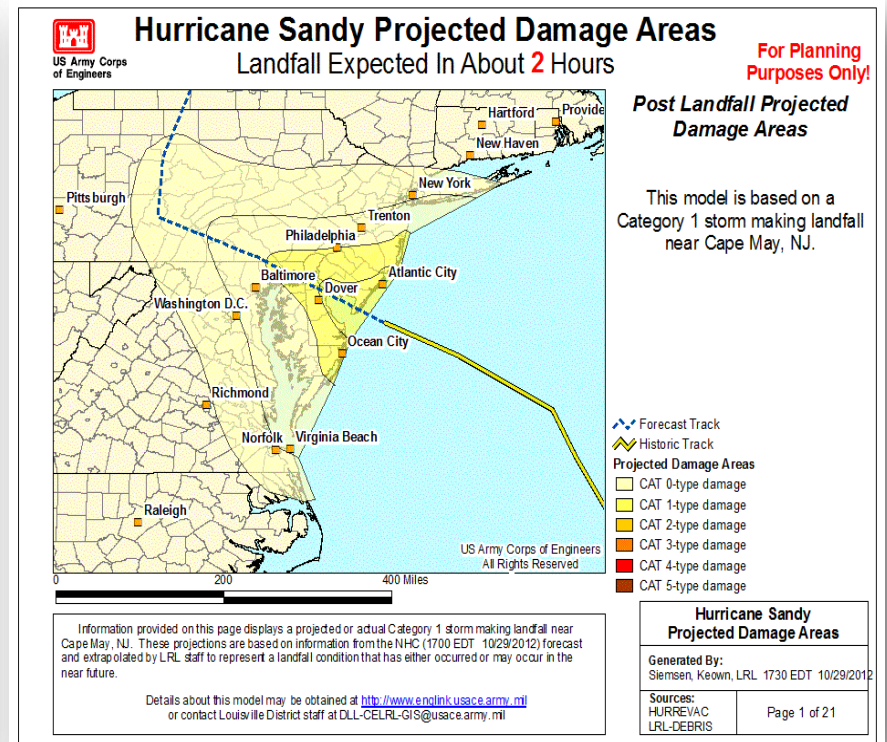 Hurricane Sandy Projected Damage Areas
Landfall Expected In About 2 Hours
US Army Corps
of Engineers
For Planning
Purposes Only!
Post Landfall Projected
Damage Areas
This model is based on a
Category 1 storm making landfall
near Cape May, NJ.
Hartford
Provide
New Haven
New York
Pittsburgh
Trenton
Philadelphia
Baltimore
Atlantic City
Dover
Washington D.C.
Ocean City
Richmond
Norfolk
Virginia Beach
Raleigh
US Army Corps of Engineers
All Rights Reserved
0 200 400 Miles
Forecast Track
Historic Track
Projected Damage Areas
CAT 0-type damage
CAT 1-type damage
CAT 2-type damage
CAT 3-type damage
CAT 4-type damage
CAT 5-type damage
Information provided on this page displays a projected or actual Category 1 storm making landfall near
Cape May, NJ. These projections are based on information from the NHC (1700 EDT 10/29/2012) forecast
and extrapolated by LRL staff to represent a landfall condition that has either occurred or may occur in the
near future.
Details about this model may be obtained at http://www.englink.usace.army.mil
or contact Louisville District staff at DLL-CELRL-GIS@usace.army.mil
Hurricane Sandy
Projected Damage Areas
Generated By:
Siemsen, Keown, LRL 1730 EDT 10/29/2012
Sources:
HURREVAC
LRL-DEBRIS
Page 1 of 21